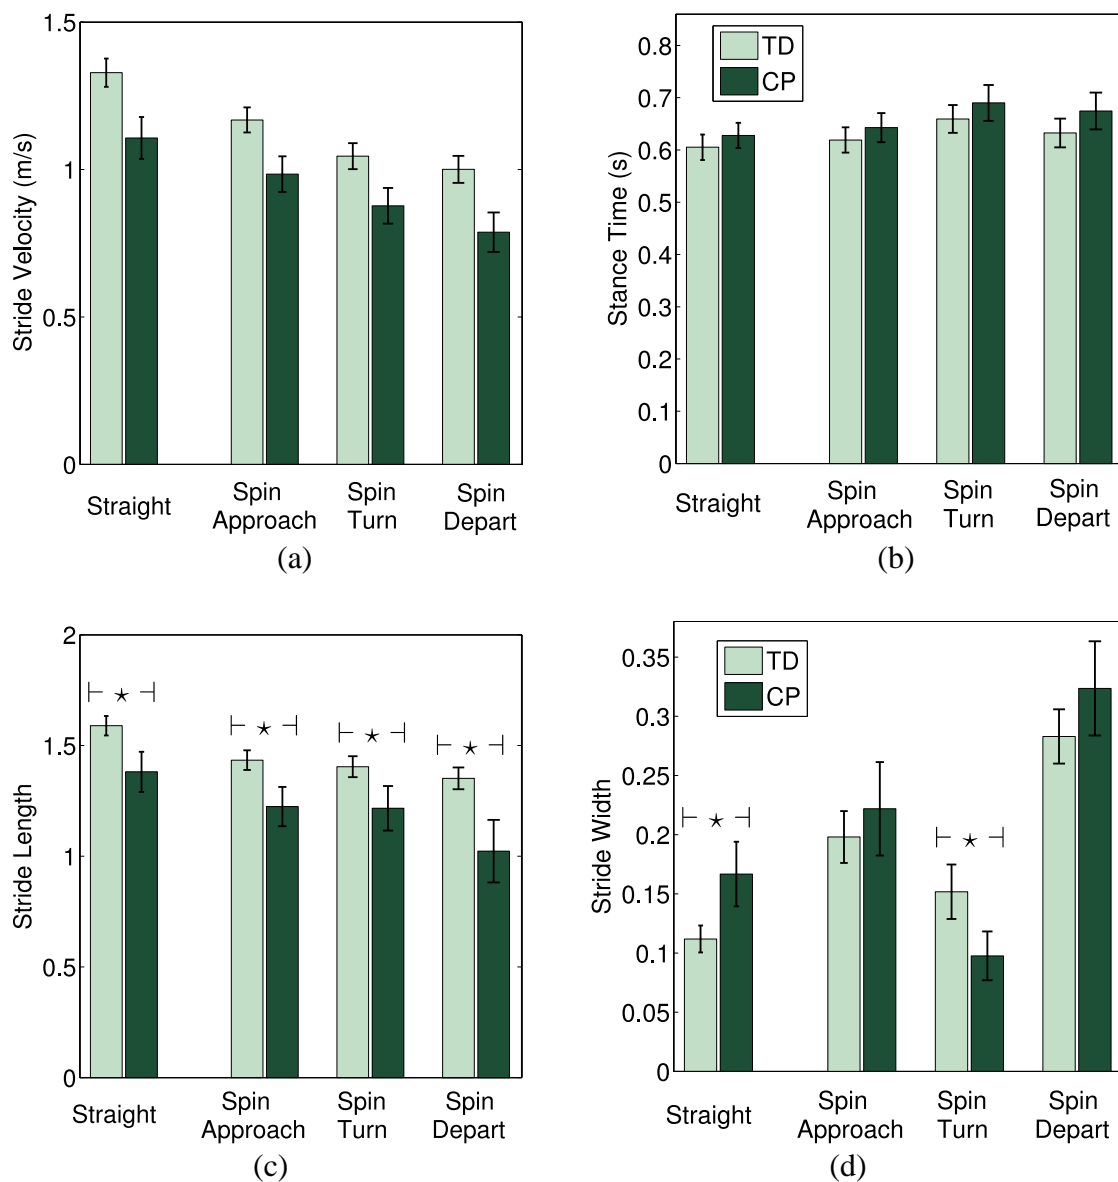 1.5
1
0.5
0
Stride Velocity (m/s)
Straight
Spin
Approach
Spin
Turn
Spin
Depart
(a)
0.8
0.7
0.6
0.5
0.4
0.3
0.2
0.1
0
Stance Time (s)
TD
CP
Straight
Spin
Approach
Spin
Turn
Spin
Depart
(b)
2
1.5
1
0.5
0
Stride Length
Straight
Spin
Approach
Spin
Turn
Spin
Depart
(c)
0.35
0.3
0.25
0.2
0.15
0.1
0.05
0
Stride Width
TD
CP
Straight
Spin
Approach
Spin
Turn
Spin
Depart
(d)